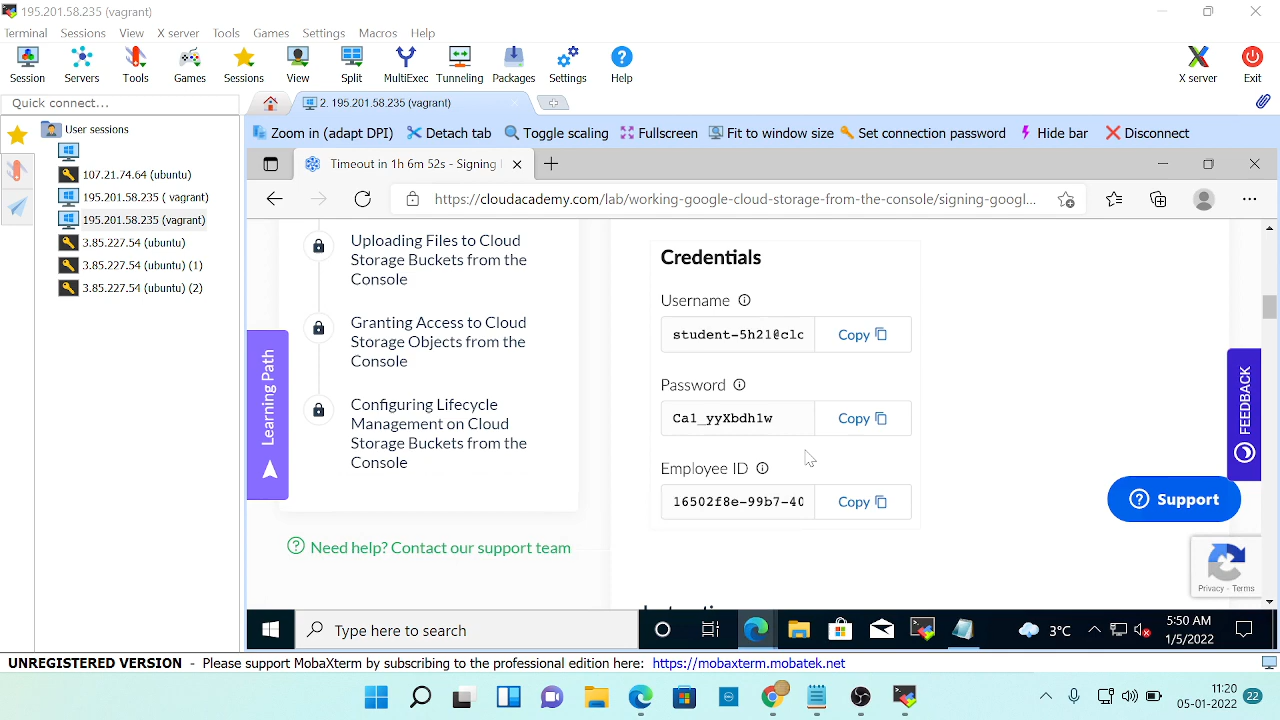 195.201.58.235 (vagrant)
Terminal Sessions View X server Tools Games Settings Macros Help
Session Servers Tools Games Sessions View Split MultiExec Tunneling Packages Settings Help X server Exit
Quick connect...
2. 195.201.58.235 (vagrant)
User sessions
107.21.74.64 (ubuntu)
195.201.58.235 ( vagrant)
195.201.58.235 (vagrant)
3.85.227.54 (ubuntu)
3.85.227.54 (ubuntu) (1)
3.85.227.54 (ubuntu) (2)
Zoom in (adapt DPI) Detach tab Toggle scaling Fullscreen Fit to window size Set connection password Hide bar Disconnect
Timeout in 1h 6m 52s - Signing
https://cloudacademy.com/lab/working-google-cloud-storage-from-the-console/signing-googl...
Uploading Files to Cloud
Storage Buckets from the
Console
Granting Access to Cloud
Storage Objects from the
Console
Configuring Lifecycle
Management on Cloud
Storage Buckets from the
Console
Learning Path
Need help? Contact our support team
Credentials
Username
student-5h21@clc Copy
Password
Ca1_yyXbdh1w Copy
Employee ID
16502f8e-99b7-40 Copy
FEEDBACK
Support
Privacy - Terms
Type here to search
3°C
5:50 AM
1/5/2022
UNREGISTERED VERSION - Please support MobaXterm by subscribing to the professional edition here: https://mobaxterm.mobatek.net
11:20
05-01-2022
22